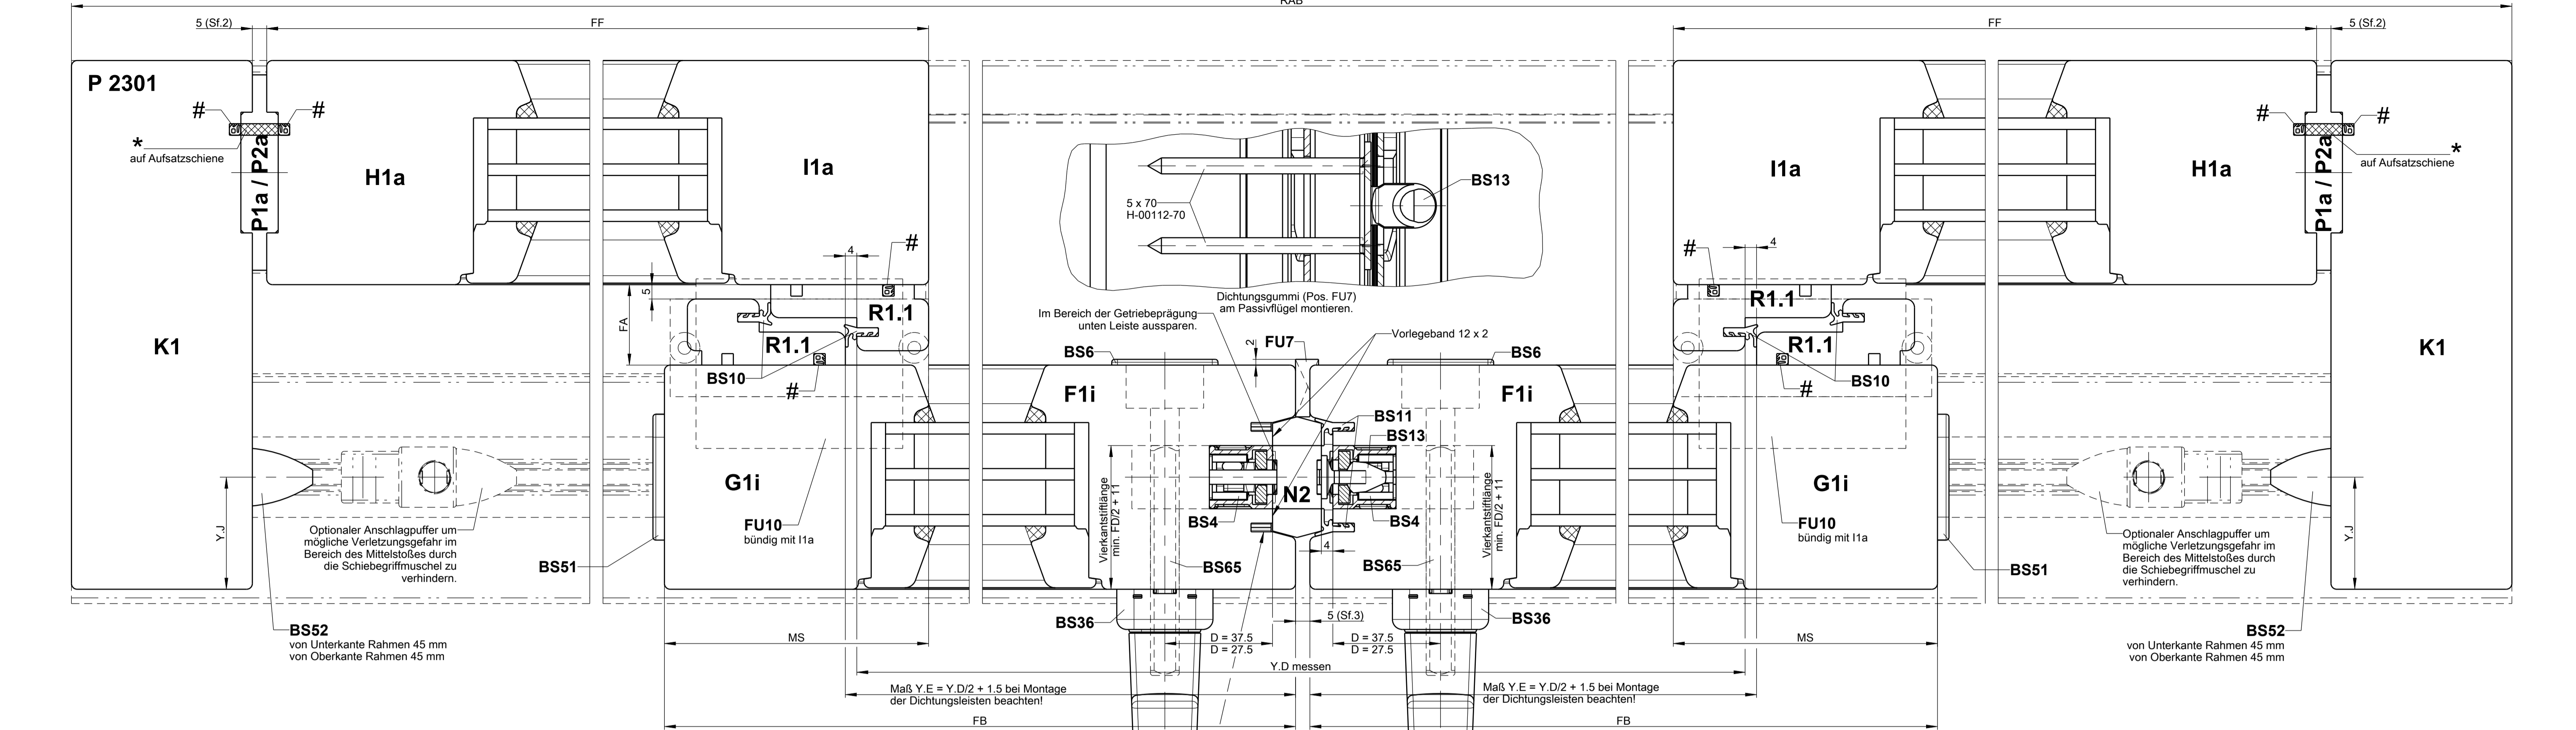 RAB
5 (Sf.2)
FF
FF
5 (Sf.2)
P 2301
#
#
*
auf Aufsatzschiene
P1a / P2a
H1a
I1a
4
#
5
FA
R1.1
R1.1
BS10
#
K1
5 x 70
H-00112-70
BS13
Dichtungsgummi (Pos. FU7)
am Passivflügel montieren.
Im Bereich der Getriebeprägung
unten Leiste aussparen.
Vorlegeband 12 x 2
BS6
2
FU7
BS6
F1i
F1i
BS11
BS13
N2
BS4
BS4
4
Vierkantstiftlänge
min. FD/2 + 11
Vierkantstiftlänge
min. FD/2 + 11
BS65
BS65
BS36
BS36
5 (Sf.3)
D = 37.5
D = 27.5
D = 37.5
D = 27.5
I1a
H1a
#
#
*
auf Aufsatzschiene
P1a / P2a
#
4
R1.1
R1.1
BS10
#
K1
G1i
FU10
bündig mit I1a
G1i
FU10
bündig mit I1a
Y.J
Optionaler Anschlagpuffer um
mögliche Verletzungsgefahr im
Bereich des Mittelstoßes durch
die Schiebegriffmuschel zu
verhindern.
BS51
BS52
von Unterkante Rahmen 45 mm
von Oberkante Rahmen 45 mm
Optionaler Anschlagpuffer um
mögliche Verletzungsgefahr im
Bereich des Mittelstoßes durch
die Schiebegriffmuschel zu
verhindern.
Y.J
BS51
BS52
von Unterkante Rahmen 45 mm
von Oberkante Rahmen 45 mm
MS
MS
Y.D messen
Maß Y.E = Y.D/2 + 1.5 bei Montage
der Dichtungsleisten beachten!
Maß Y.E = Y.D/2 + 1.5 bei Montage
der Dichtungsleisten beachten!
FB
FB